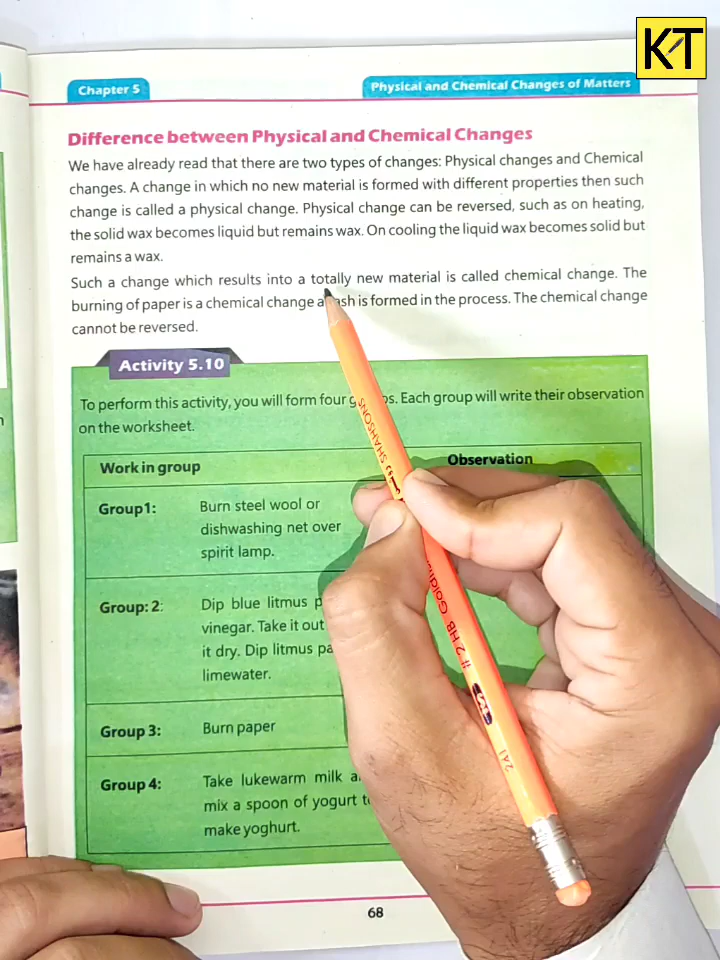 KT
Chapter 5
Physical and Chemical Changes of Matters
Difference between Physical and Chemical Changes
We have already read that there are two types of changes: Physical changes and Chemical
changes. A change in which no new material is formed with different properties then such
change is called a physical change. Physical change can be reversed, such as on heating,
the solid wax becomes liquid but remains wax. On cooling the liquid wax becomes solid but
remains a wax.
Such a change which results into a totally new material is called chemical change. The
burning of paper is a chemical change ash is formed in the process. The chemical change
cannot be reversed.
Activity 5.10
To perform this activity, you will form four Each group will write their observation
on the worksheet.
Work in group
Observation
Group1:
Burn steel wool or
dishwashing net over
spirit lamp.
Group: 2:
Dip blue litmus
vinegar. Take it out
it dry. Dip litmus
limewater.
Group 3:
Burn paper
Group 4:
Take lukewarm milk
mix a spoon of yogurt
make yoghurt.
68
SHAHSONS
# 2 HB Goldfish
241